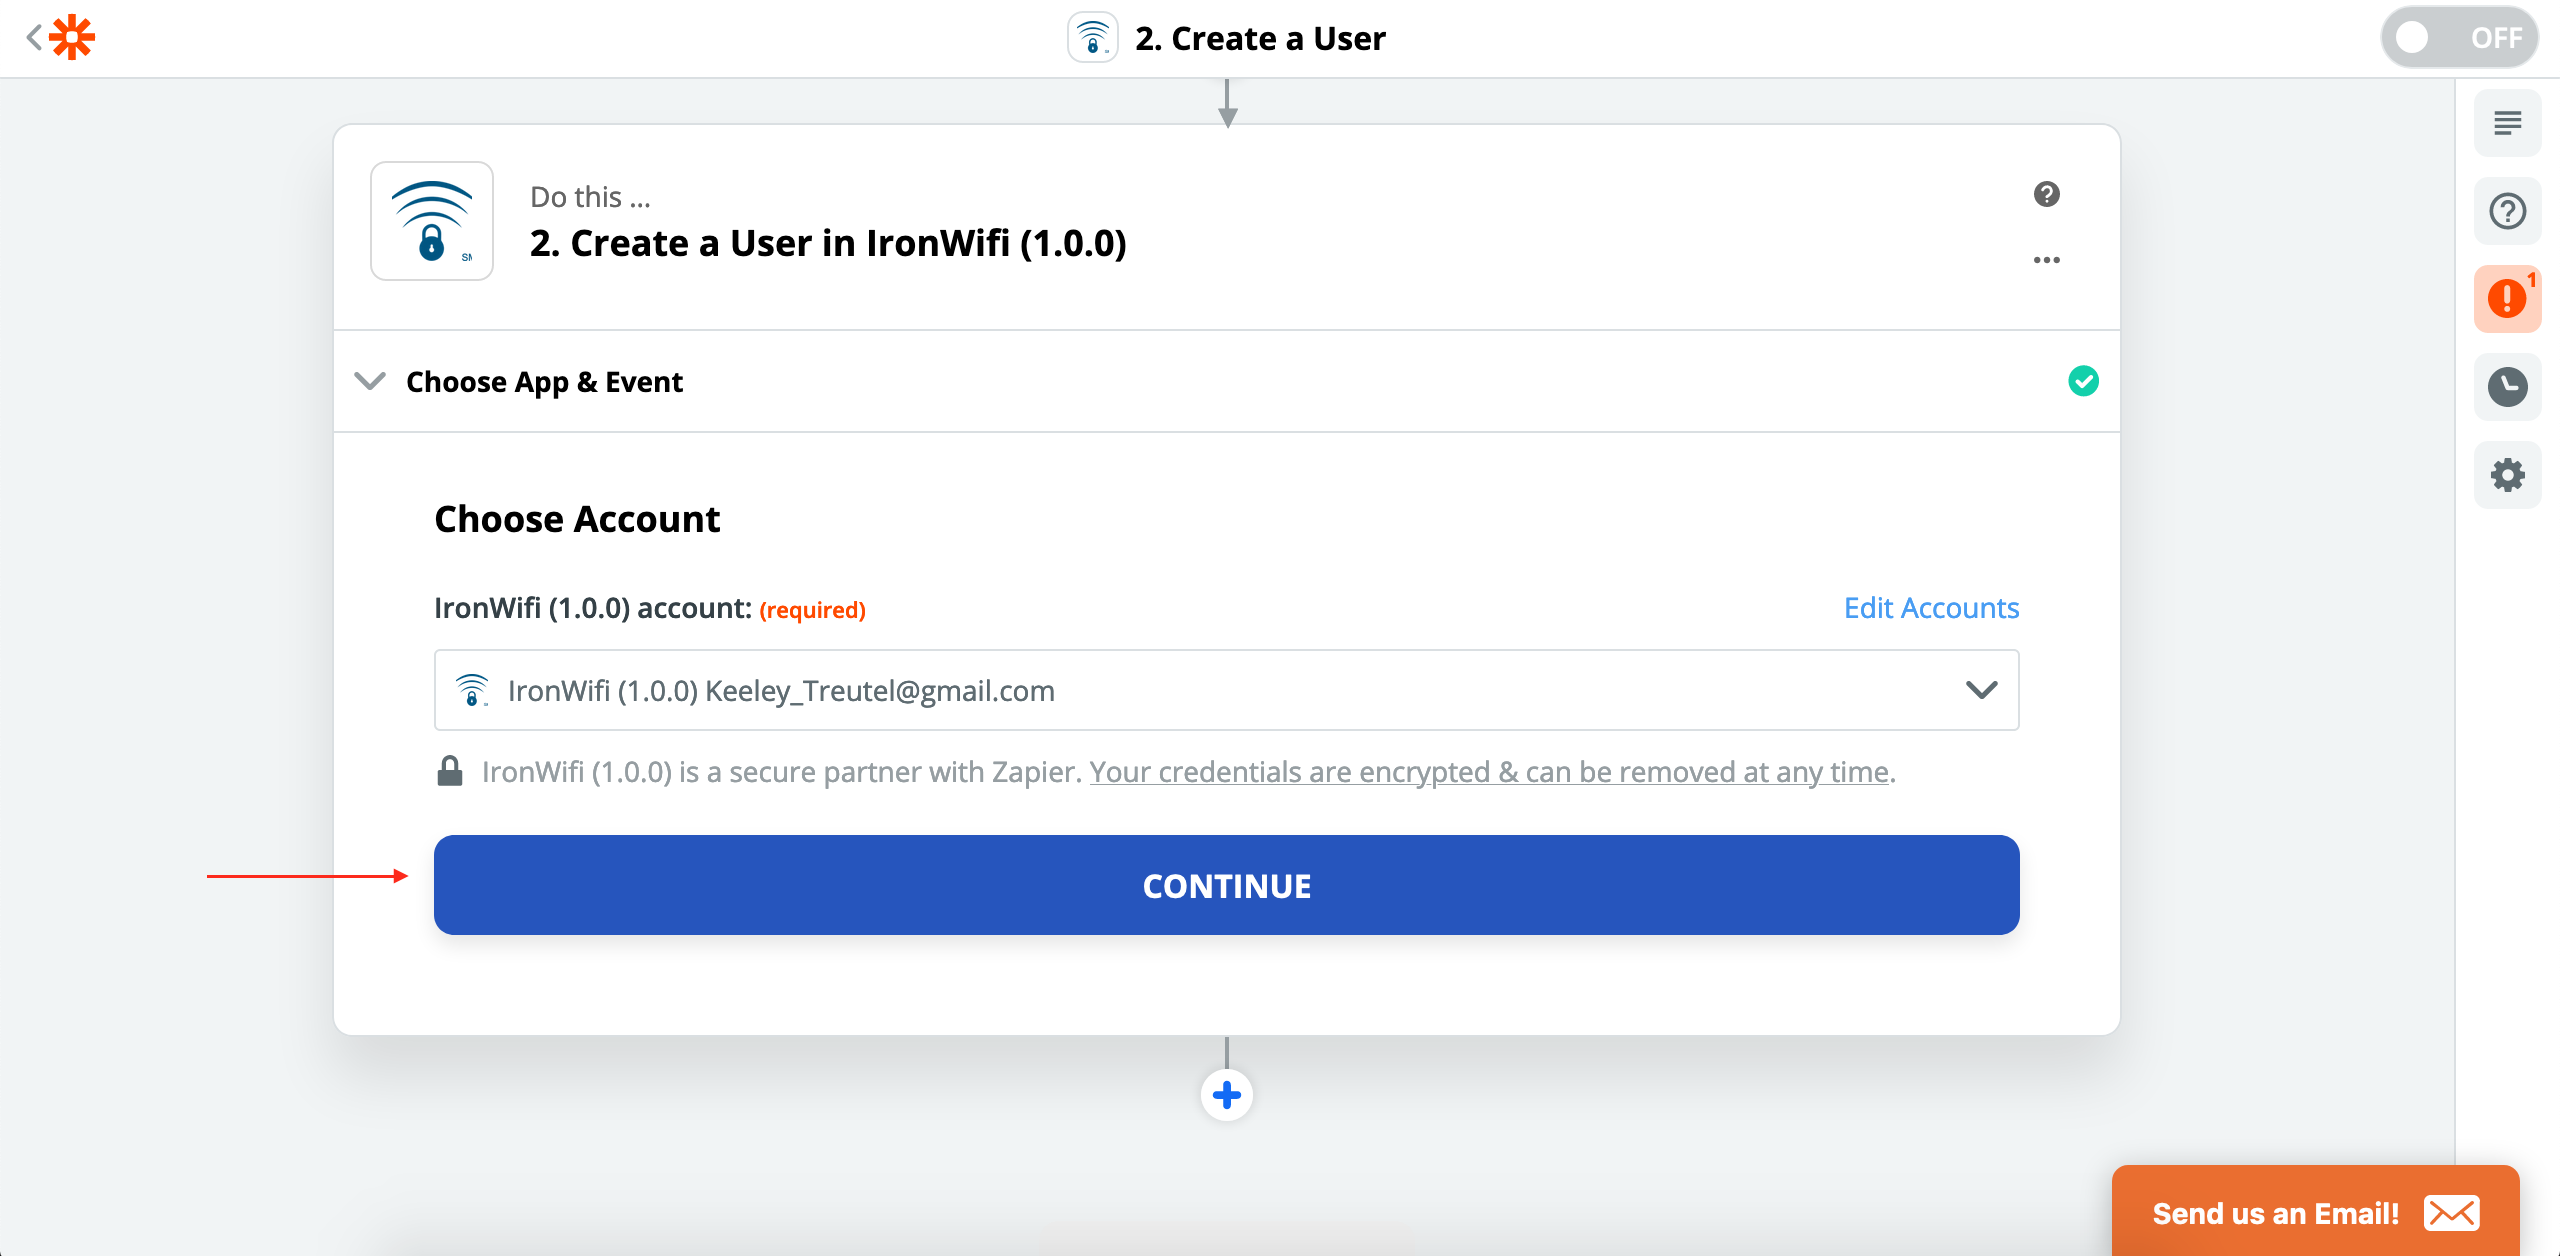 2. Create a User
OFF
Do this ...
2. Create a User in IronWifi (1.0.0)
1
Choose App & Event
Choose Account
IronWifi (1.0.0) account: (required)
Edit Accounts
IronWifi (1.0.0) Keeley_Treutel@gmail.com
IronWifi (1.0.0) is a secure partner with Zapier. Your credentials are encrypted & can be removed at any time.
CONTINUE
Send us an Email!